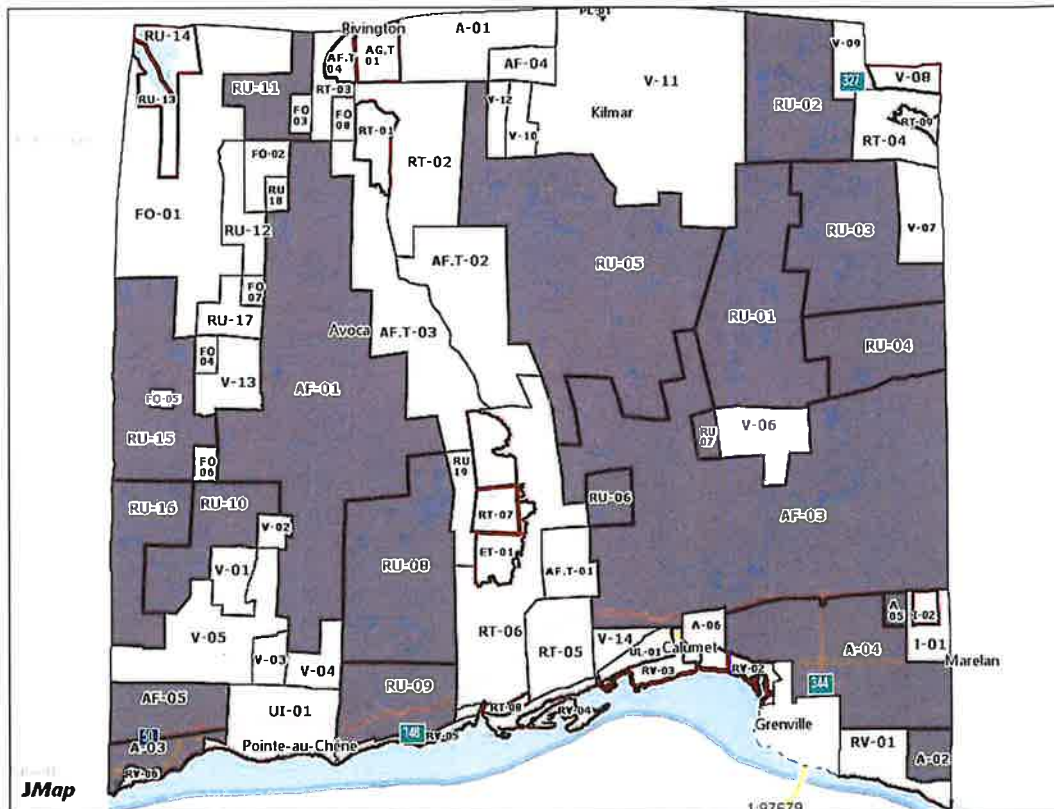 PL-01
RU-14
Rivington
A-01
V-09
AF.T
04
AG.T
01
AF-04
327
V-08
RU-11
RT-03
V-11
RU-13
V-12
RU-02
FO
03
FO
08
Kilmar
RT-09
RT-01
V-10
RT-04
FO-02
RT-02
RU
18
FO-01
RU-12
RU-03
V-07
AF.T-02
RU-05
FO
07
RU-17
RU-01
Avoca
AF.T-03
RU-04
FO
04
V-13
AF-01
FO-05
V-06
RU
07
RU-15
FO
06
RU
19
RU-10
RU-06
RU-16
RT-07
AF-03
V-02
ET-01
V-01
RU-08
AF.T-01
A
05
I-02
RT-06
V-05
V-14
A-06
UL-01
Calumet
A-04
I-01
RT-05
V-03
V-04
RV-03
RV-02
Marelan
RU-09
344
AF-05
RT-08
UI-01
RV-04
Grenville
50
148
RV-05
A-03
Pointe-au-Chêne
RV-01
A-02
RV-06
JMap
1:97679